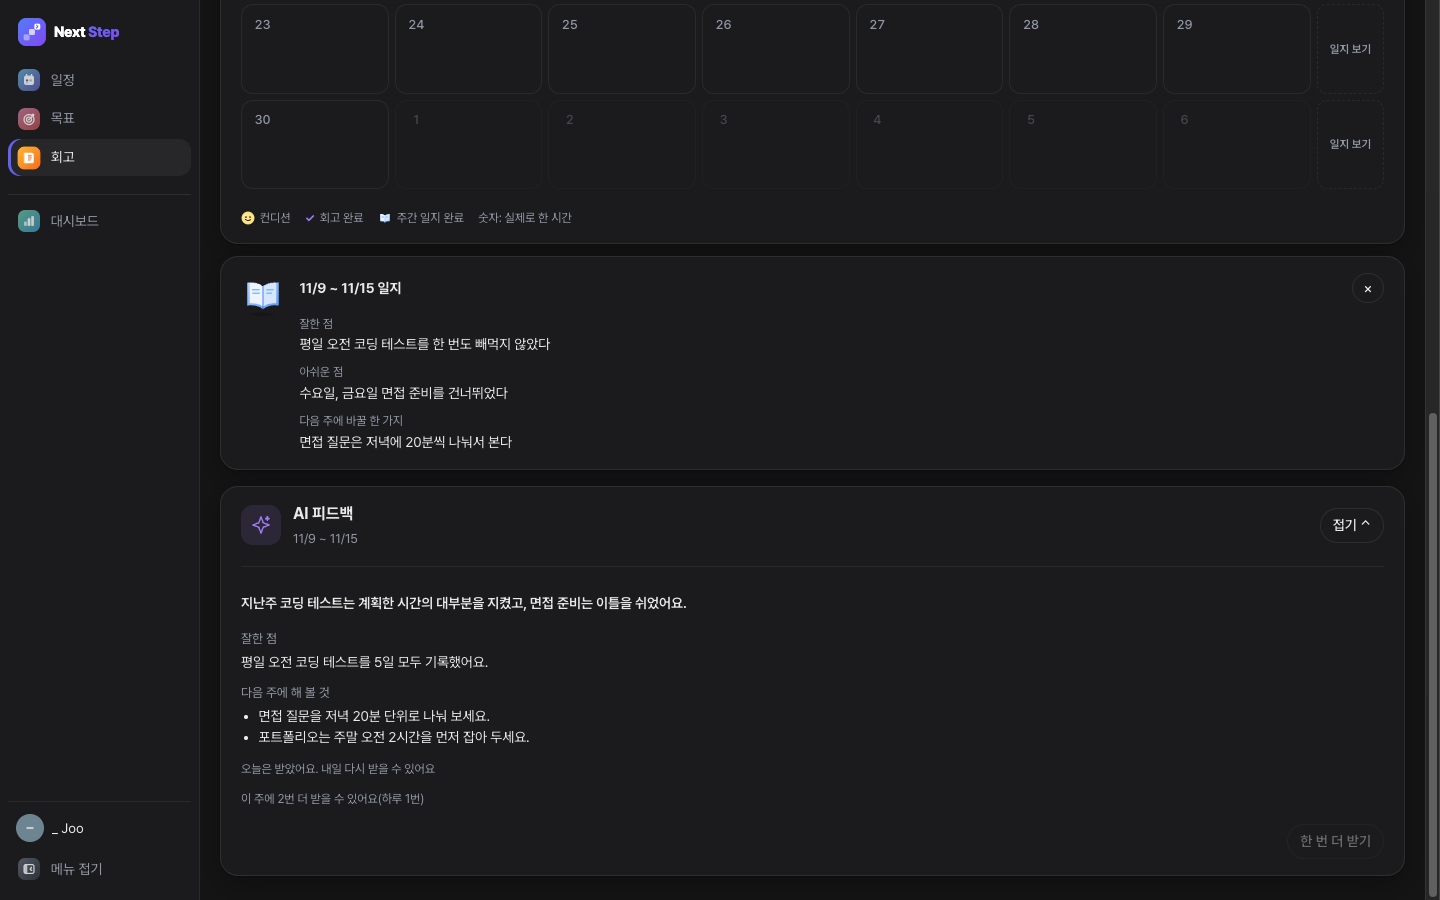 Next Step
일정
목표
회고
대시보드
_ Joo
메뉴 접기
23 24 25 26 27 28 29 일지 보기
30 1 2 3 4 5 6 일지 보기
컨디션 회고 완료 주간 일지 완료 숫자: 실제로 한 시간
11/9 ~ 11/15 일지
잘한 점
평일 오전 코딩 테스트를 한 번도 빼먹지 않았다
아쉬운 점
수요일, 금요일 면접 준비를 건너뛰었다
다음 주에 바꿀 한 가지
면접 질문은 저녁에 20분씩 나눠서 본다
AI 피드백
11/9 ~ 11/15
접기
지난주 코딩 테스트는 계획한 시간의 대부분을 지켰고, 면접 준비는 이틀을 쉬었어요.
잘한 점
평일 오전 코딩 테스트를 5일 모두 기록했어요.
다음 주에 해 볼 것
• 면접 질문을 저녁 20분 단위로 나눠 보세요.
• 포트폴리오는 주말 오전 2시간을 먼저 잡아 두세요.
오늘은 받았어요. 내일 다시 받을 수 있어요
이 주에 2번 더 받을 수 있어요(하루 1번)
한 번 더 받기